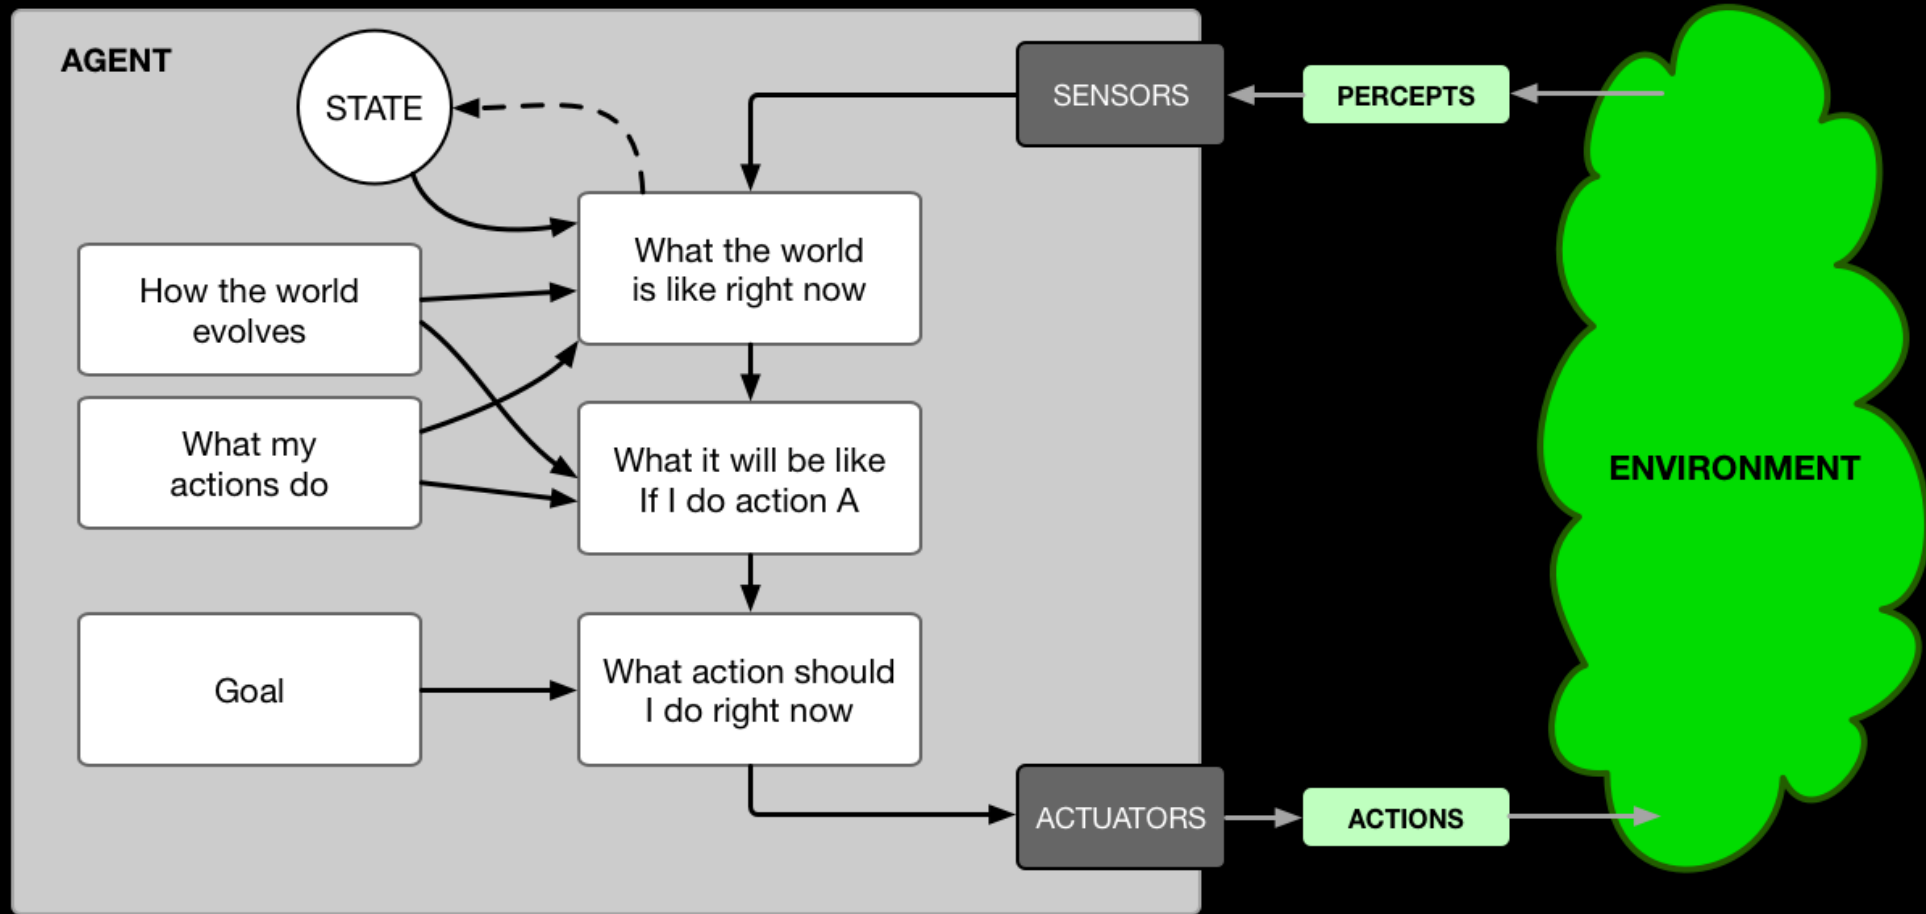 AGENT
STATE
SENSORS
PERCEPTS
What the world
is like right now
How the world
evolves
What my
actions do
What it will be like
If I do action A
ENVIRONMENT
Goal
What action should
I do right now
ACTUATORS
ACTIONS